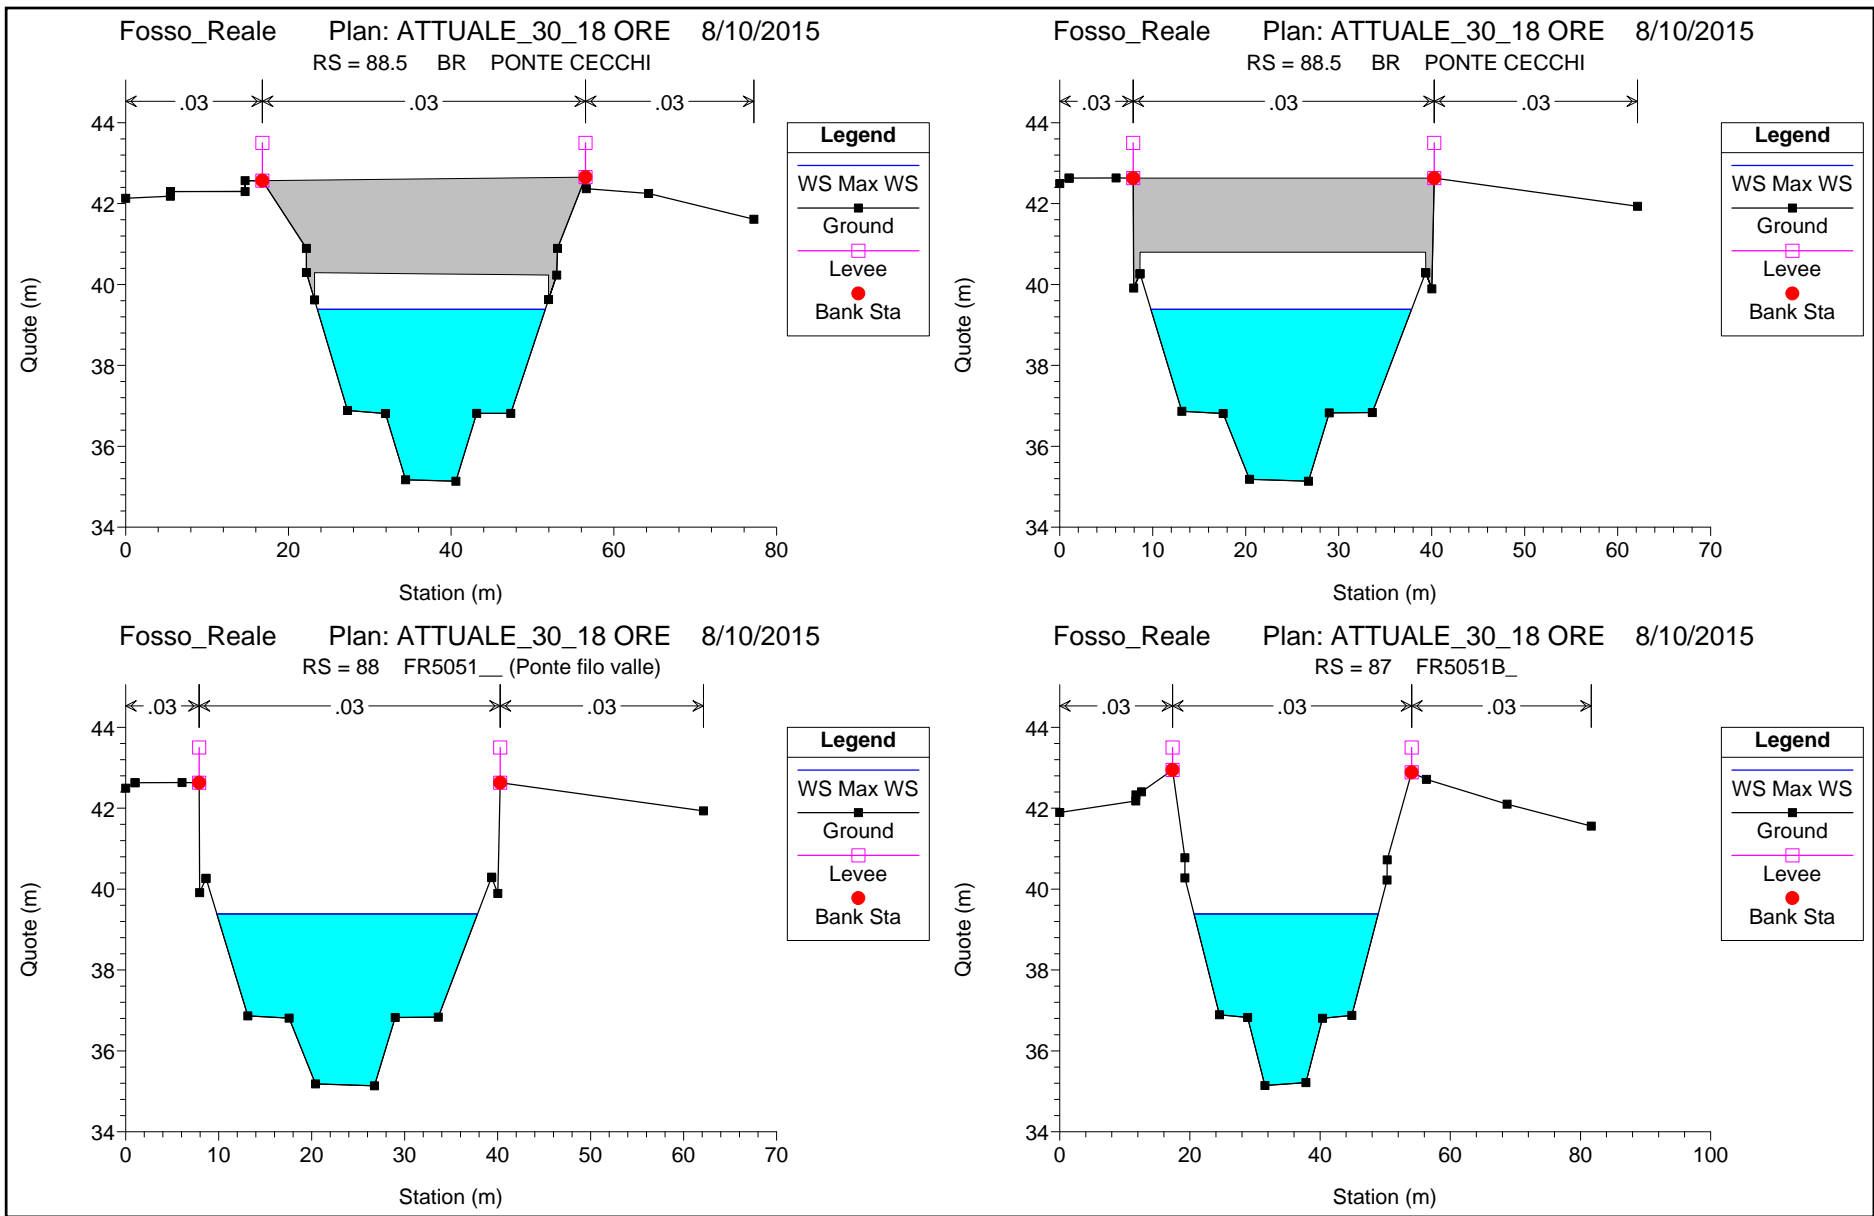 Fosso_Reale Plan: ATTUALE_30_18 ORE 8/10/2015
RS = 88.5 BR PONTE CECCHI
.03 .03 .03
44
42
40
38
36
34
0 20 40 60 80
Quote (m)
Station (m)
Legend
WS Max WS
Ground
Levee
Bank Sta
Fosso_Reale Plan: ATTUALE_30_18 ORE 8/10/2015
RS = 88.5 BR PONTE CECCHI
.03 .03 .03
44
42
40
38
36
34
0 10 20 30 40 50 60 70
Quote (m)
Station (m)
Legend
WS Max WS
Ground
Levee
Bank Sta
Fosso_Reale Plan: ATTUALE_30_18 ORE 8/10/2015
RS = 88 FR5051__ (Ponte filo valle)
.03 .03 .03
44
42
40
38
36
34
0 10 20 30 40 50 60 70
Quote (m)
Station (m)
Legend
WS Max WS
Ground
Levee
Bank Sta
Fosso_Reale Plan: ATTUALE_30_18 ORE 8/10/2015
RS = 87 FR5051B_
.03 .03 .03
44
42
40
38
36
34
0 20 40 60 80 100
Quote (m)
Station (m)
Legend
WS Max WS
Ground
Levee
Bank Sta